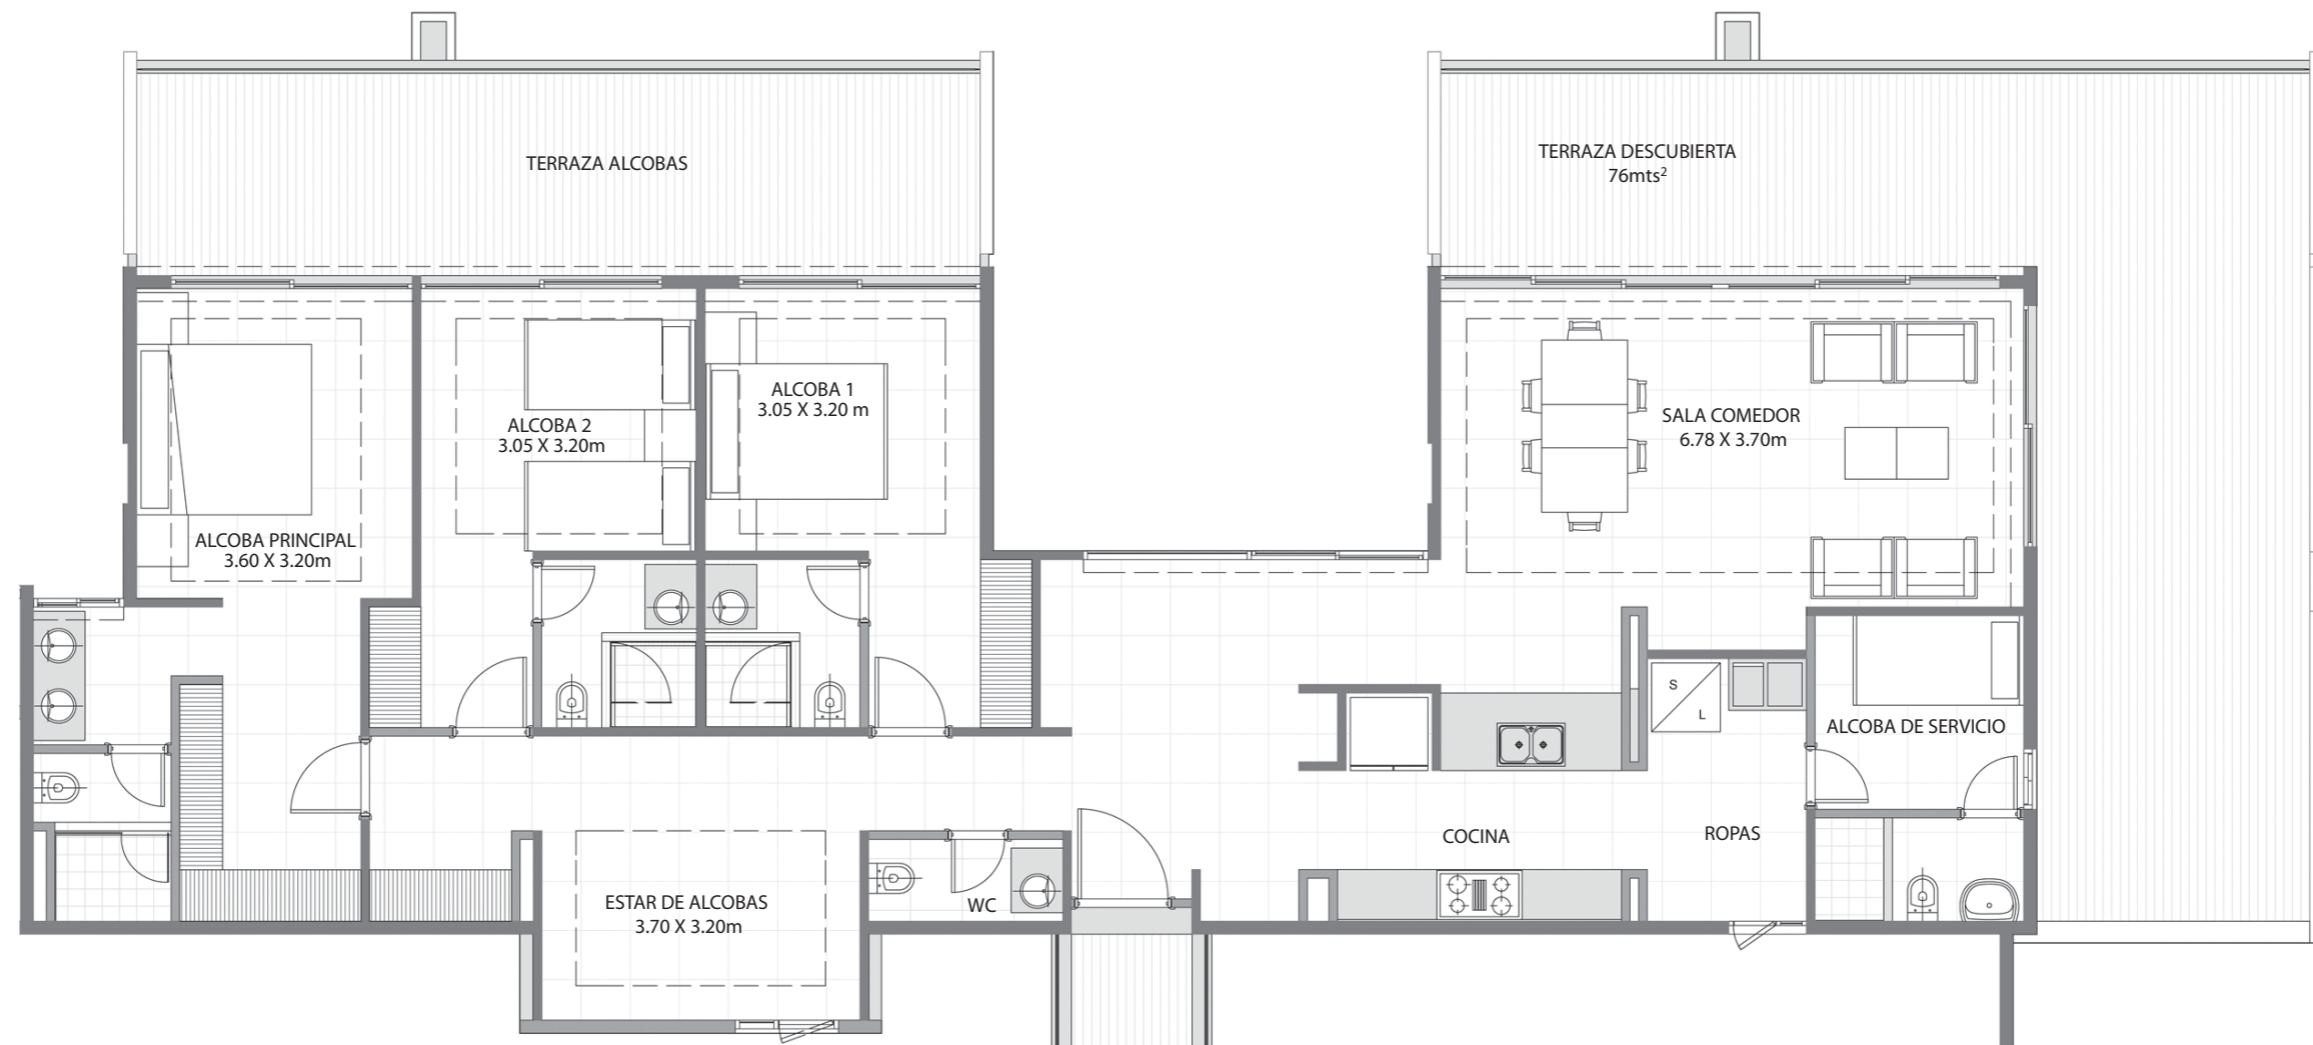 TERRAZA ALCOBAS
TERRAZA DESCUBIERTA
76mts²
ALCOBA 1
3.05 X 3.20 m
ALCOBA 2
3.05 X 3.20m
SALA COMEDOR
6.78 X 3.70m
ALCOBA PRINCIPAL
3.60 X 3.20m
S
L
ALCOBA DE SERVICIO
COCINA
ROPAS
ESTAR DE ALCOBAS
3.70 X 3.20m
WC